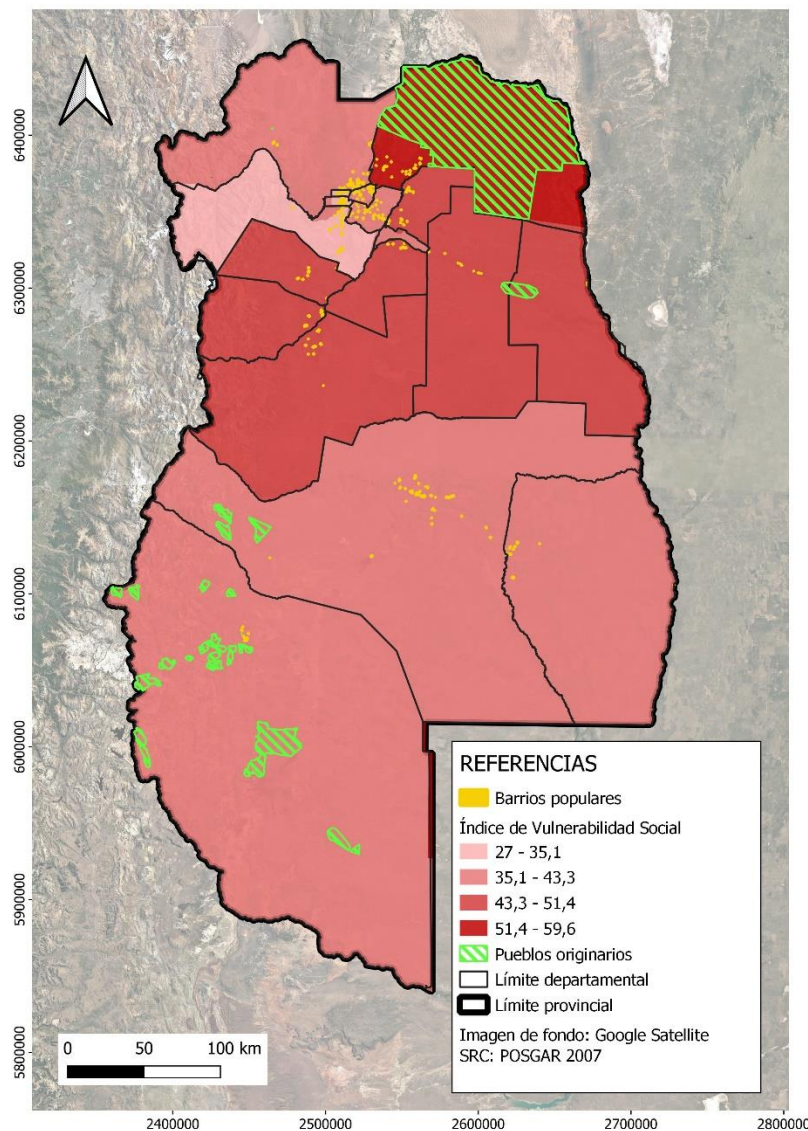 6400000
6300000
6200000
6100000
6000000
5900000
5800000
REFERENCIAS
Barrios populares
Índice de Vulnerabilidad Social
27 - 35,1
35,1 - 43,3
43,3 - 51,4
51,4 - 59,6
Pueblos originarios
Límite departamental
Límite provincial
Imagen de fondo: Google Satellite
SRC: POSGAR 2007
0 50 100 km
2400000 2500000 2600000 2700000 2800000